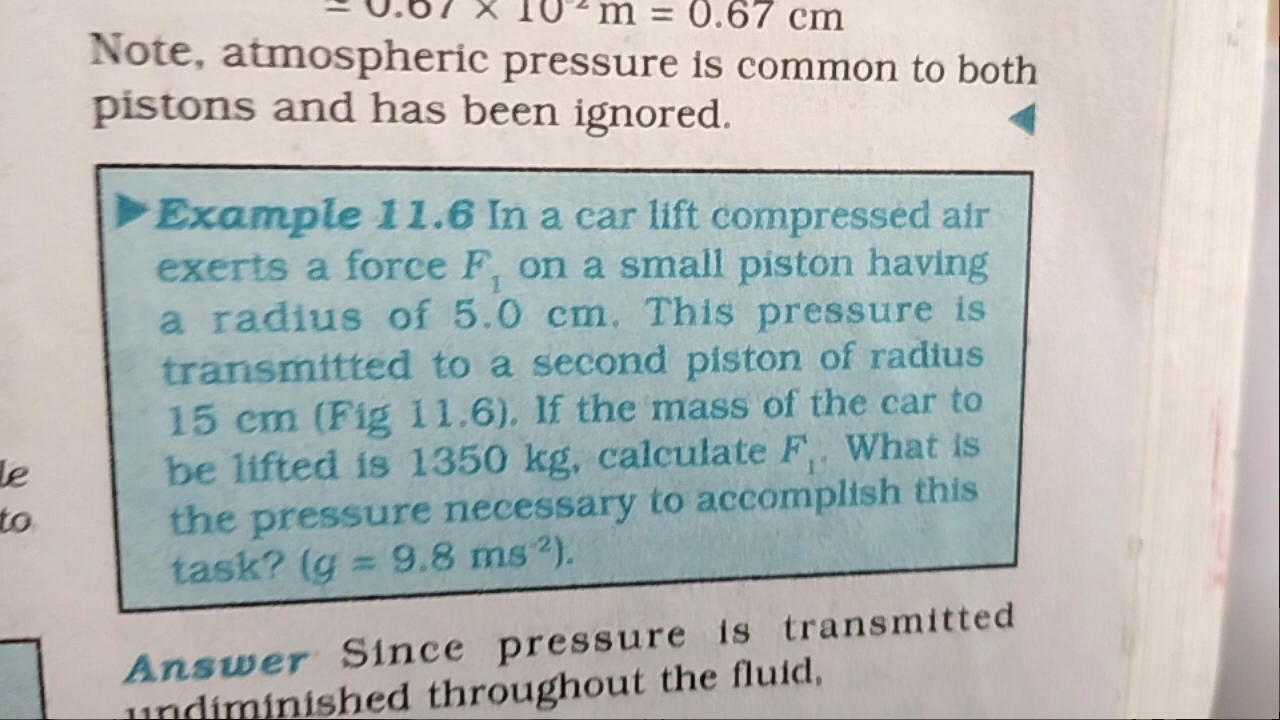 = 0.67 × 10⁻² m = 0.67 cm
Note, atmospheric pressure is common to both
pistons and has been ignored.
Example 11.6 In a car lift compressed air
exerts a force F₁ on a small piston having
a radius of 5.0 cm. This pressure is
transmitted to a second piston of radius
15 cm (Fig 11.6). If the mass of the car to
be lifted is 1350 kg, calculate F₁. What is
the pressure necessary to accomplish this
task? (g = 9.8 ms⁻²).
Answer Since pressure is transmitted
undiminished throughout the fluid,
le
to